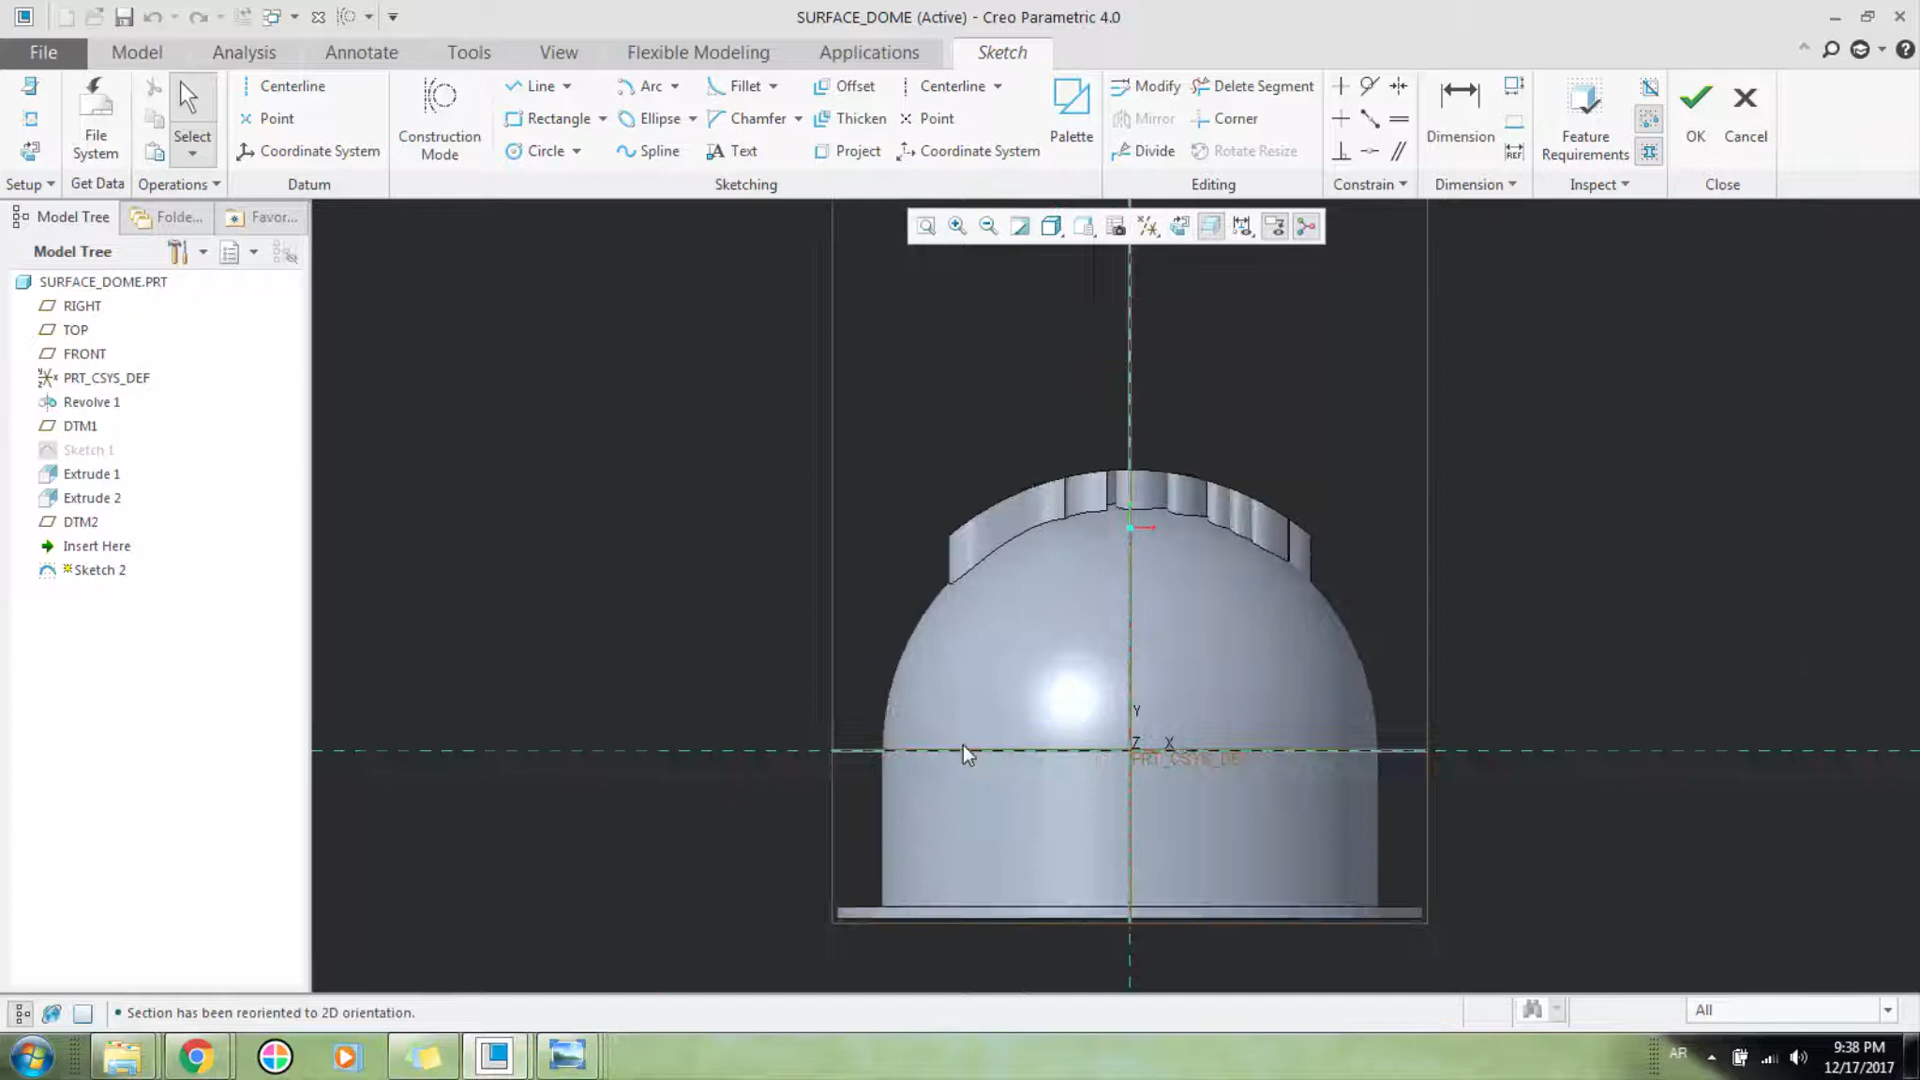 SURFACE_DOME (Active) - Creo Parametric 4.0
File Model Analysis Annotate Tools View Flexible Modeling Applications Sketch
Centerline Line Arc Fillet Offset Centerline Modify Delete Segment
Point Rectangle Ellipse Chamfer Thicken Point Mirror Corner
Coordinate System Circle Spline Text Project Coordinate System Divide Rotate Resize
File System Select Construction Mode Palette Dimension Feature Requirements OK Cancel
Setup Get Data Operations Datum Sketching Editing Constrain Dimension Inspect Close
Model Tree Folde... Favor...
Model Tree
SURFACE_DOME.PRT
RIGHT
TOP
FRONT
PRT_CSYS_DEF
Revolve 1
DTM1
Sketch 1
Extrude 1
Extrude 2
DTM2
Insert Here
Sketch 2
Y
Z X
PRT_CSYS_DEF
Section has been reoriented to 2D orientation.
All
AR
9:38 PM
12/17/2017